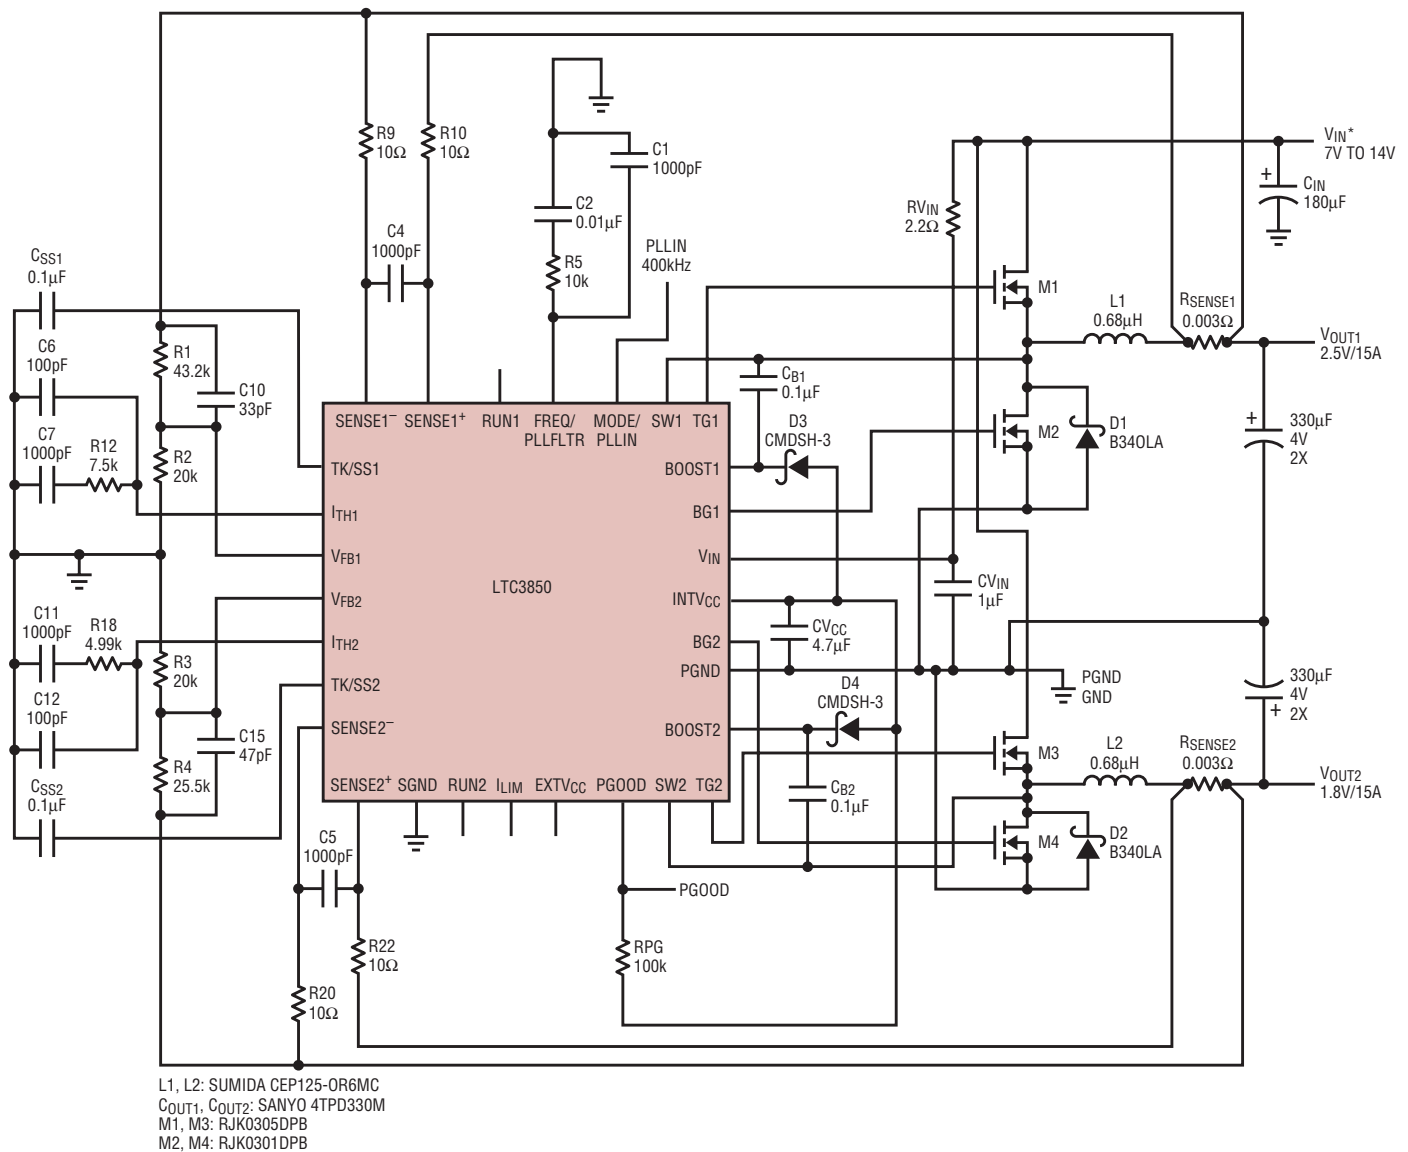 R9
10Ω
R10
10Ω
C1
1000pF
C2
0.01µF
R5
10k
C4
1000pF
PLLIN
400kHz
RVIN
2.2Ω
VIN*
7V TO 14V
CIN
180µF
CSS1
0.1µF
C6
100pF
C7
1000pF
R12
7.5k
R1
43.2k
C10
33pF
R2
20k
M1
L1
0.68µH
RSENSE1
0.003Ω
VOUT1
2.5V/15A
CB1
0.1µF
D3
CMDSH-3
M2
D1
B340LA
330µF
4V
2X
SENSE1–
SENSE1+
RUN1
FREQ/
PLLFLTR
MODE/
PLLIN
SW1
TG1
TK/SS1
ITH1
VFB1
VFB2
ITH2
TK/SS2
SENSE2–
LTC3850
BOOST1
BG1
VIN
INTVCC
BG2
PGND
BOOST2
SENSE2+
SGND
RUN2
ILIM
EXTVCC
PGOOD
SW2
TG2
CVIN
1µF
CVCC
4.7µF
PGND
GND
D4
CMDSH-3
330µF
4V
2X
C11
1000pF
R18
4.99k
R3
20k
C12
100pF
C15
47pF
R4
25.5k
CSS2
0.1µF
M3
L2
0.68µH
RSENSE2
0.003Ω
VOUT2
1.8V/15A
CB2
0.1µF
M4
D2
B340LA
C5
1000pF
PGOOD
R22
10Ω
RPG
100k
R20
10Ω
L1, L2: SUMIDA CEP125-OR6MC
COUT1, COUT2: SANYO 4TPD330M
M1, M3: RJK0305DPB
M2, M4: RJK0301DPB